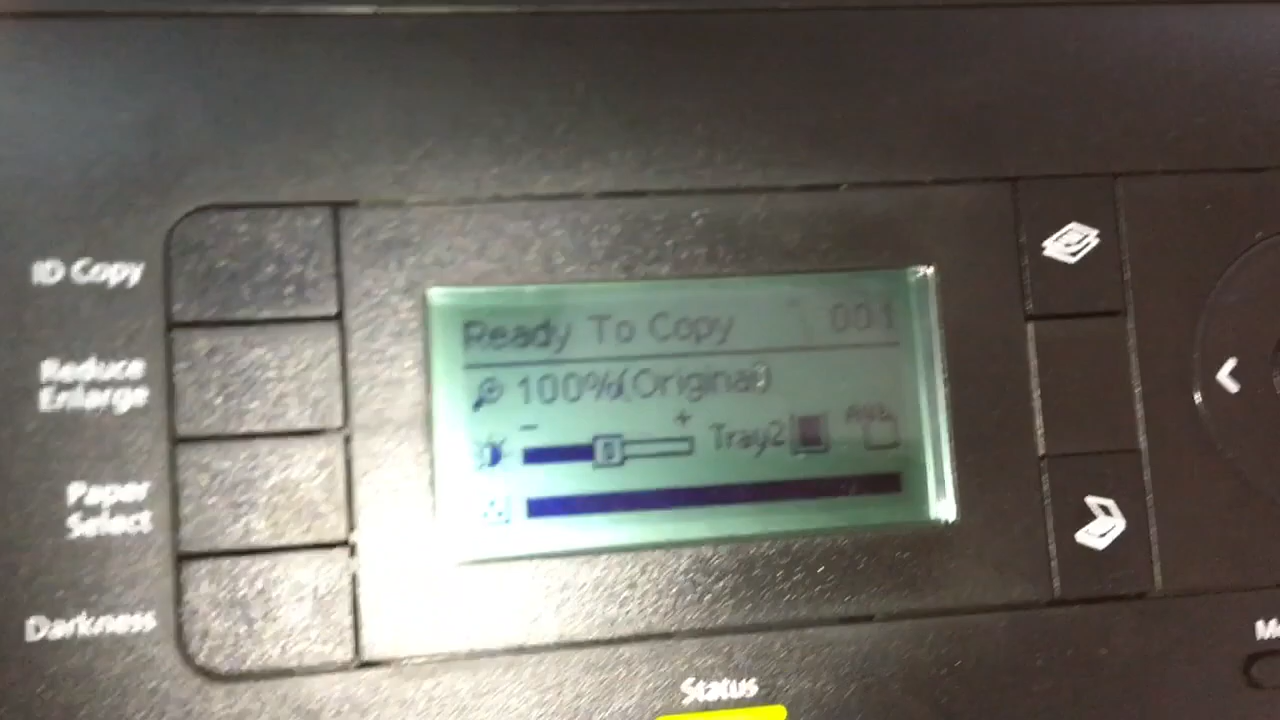 ID Copy
Reduce
Enlarge
Paper
Select
Darkness
Ready To Copy 001
100%(Original)
- +
Tray2
Status